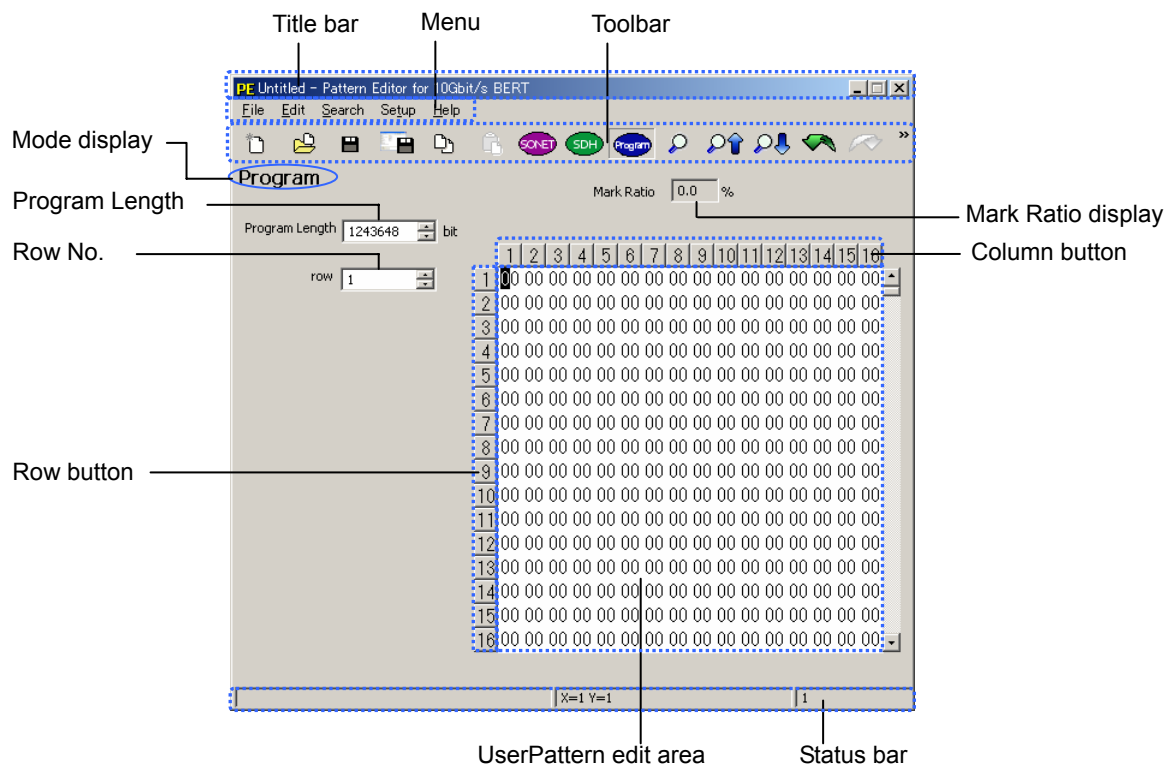 Title bar
Menu
Toolbar
PE Untitled - Pattern Editor for 10Gbit/s BERT
File Edit Search Setup Help
SONET SDH Program »
Mode display
Program
Mark Ratio 0.0 %
Program Length
Mark Ratio display
Program Length 1243648 bit
Row No.
Column button
1 2 3 4 5 6 7 8 9 10 11 12 13 14 15 16
row 1
1 00 00 00 00 00 00 00 00 00 00 00 00 00 00 00 00
2 00 00 00 00 00 00 00 00 00 00 00 00 00 00 00 00
3 00 00 00 00 00 00 00 00 00 00 00 00 00 00 00 00
4 00 00 00 00 00 00 00 00 00 00 00 00 00 00 00 00
5 00 00 00 00 00 00 00 00 00 00 00 00 00 00 00 00
6 00 00 00 00 00 00 00 00 00 00 00 00 00 00 00 00
7 00 00 00 00 00 00 00 00 00 00 00 00 00 00 00 00
8 00 00 00 00 00 00 00 00 00 00 00 00 00 00 00 00
Row button
9 00 00 00 00 00 00 00 00 00 00 00 00 00 00 00 00
10 00 00 00 00 00 00 00 00 00 00 00 00 00 00 00 00
11 00 00 00 00 00 00 00 00 00 00 00 00 00 00 00 00
12 00 00 00 00 00 00 00 00 00 00 00 00 00 00 00 00
13 00 00 00 00 00 00 00 00 00 00 00 00 00 00 00 00
14 00 00 00 00 00 00 00 00 00 00 00 00 00 00 00 00
15 00 00 00 00 00 00 00 00 00 00 00 00 00 00 00 00
16 00 00 00 00 00 00 00 00 00 00 00 00 00 00 00 00
X=1 Y=1
1
UserPattern edit area
Status bar